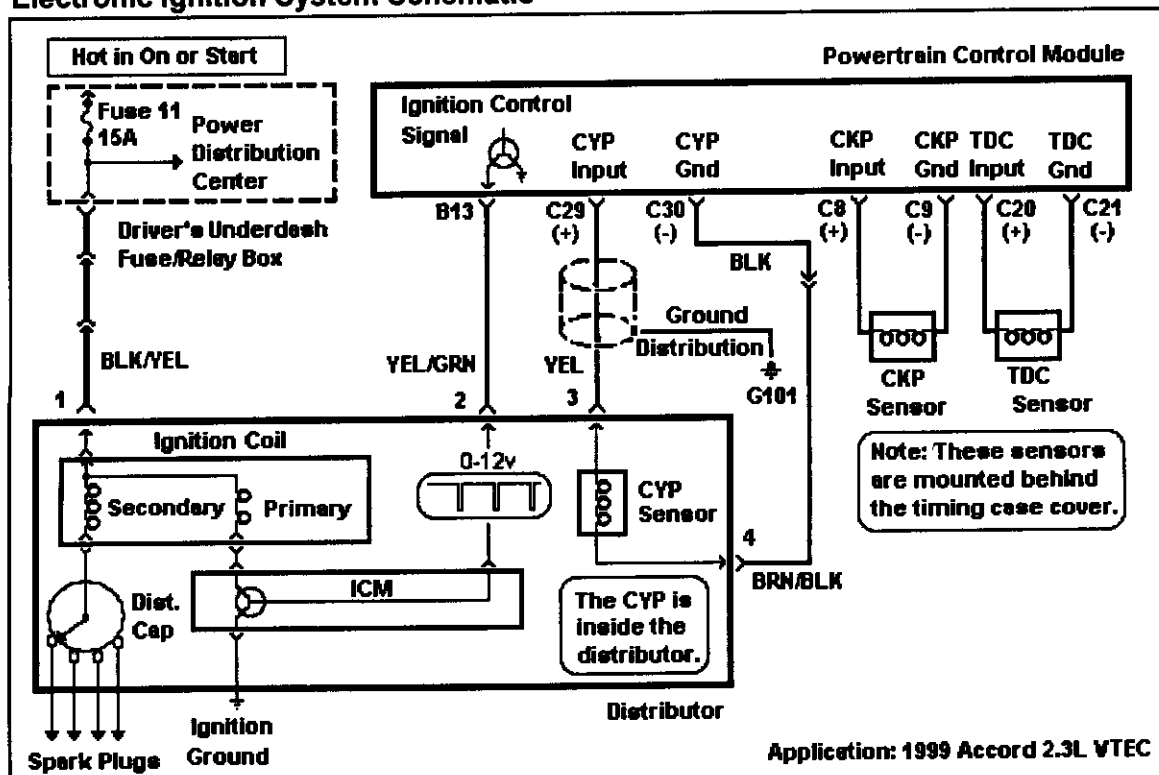 Electronic Ignition System Schematic
Hot in On or Start
Powertrain Control Module
Fuse 11
15A
Power
Distribution
Center
Ignition Control
Signal
CYP
Input
CYP
Gnd
CKP
Input
CKP
Gnd
TDC
Input
TDC
Gnd
B13
C29
(+)
C30
(-)
C8
(+)
C9
(-)
C20
(+)
C21
(-)
Driver's Underdash
Fuse/Relay Box
BLK
Ground
Distribution
G101
BLK/YEL
YEL/GRN
YEL
CKP
Sensor
TDC
Sensor
1
2
3
Ignition Coil
0-12v
Note: These sensors
are mounted behind
the timing case cover.
Secondary
Primary
CYP
Sensor
4
BRN/BLK
ICM
Dist.
Cap
The CYP is
inside the
distributor.
Distributor
Ignition
Ground
Spark Plugs
Application: 1999 Accord 2.3L VTEC